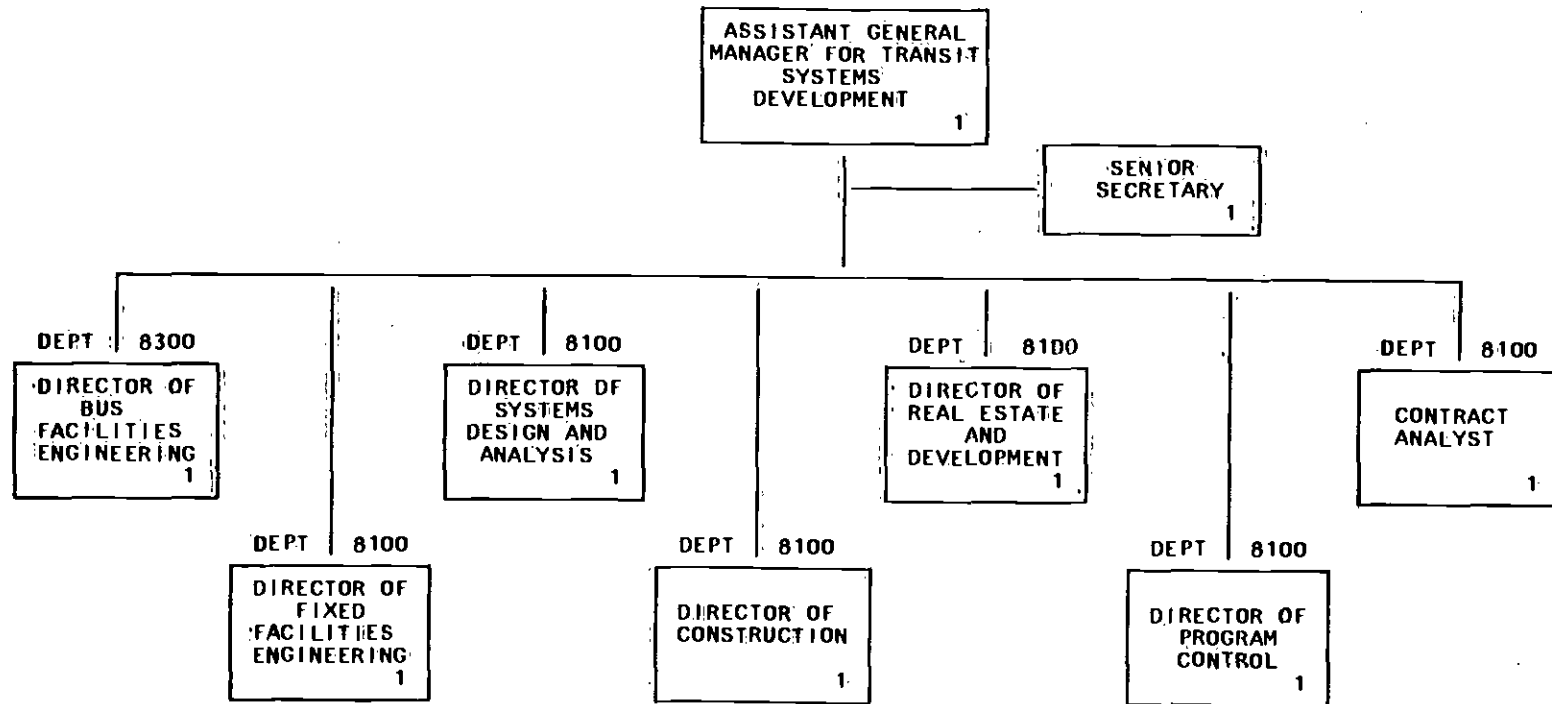 ASSISTANT GENERAL
MANAGER FOR TRANSIT
SYSTEMS
DEVELOPMENT
1
SENIOR
SECRETARY
1
DEPT 8300
DIRECTOR OF
BUS
FACILITIES
ENGINEERING
1
DEPT 8100
DIRECTOR OF
SYSTEMS
DESIGN AND
ANALYSIS
1
DEPT 8100
DIRECTOR OF
REAL ESTATE
AND
DEVELOPMENT
1
DEPT 8100
CONTRACT
ANALYST
1
DEPT 8100
DIRECTOR OF
FIXED
FACILITIES
ENGINEERING
1
DEPT 8100
DIRECTOR OF
CONSTRUCTION
1
DEPT 8100
DIRECTOR OF
PROGRAM
CONTROL
1